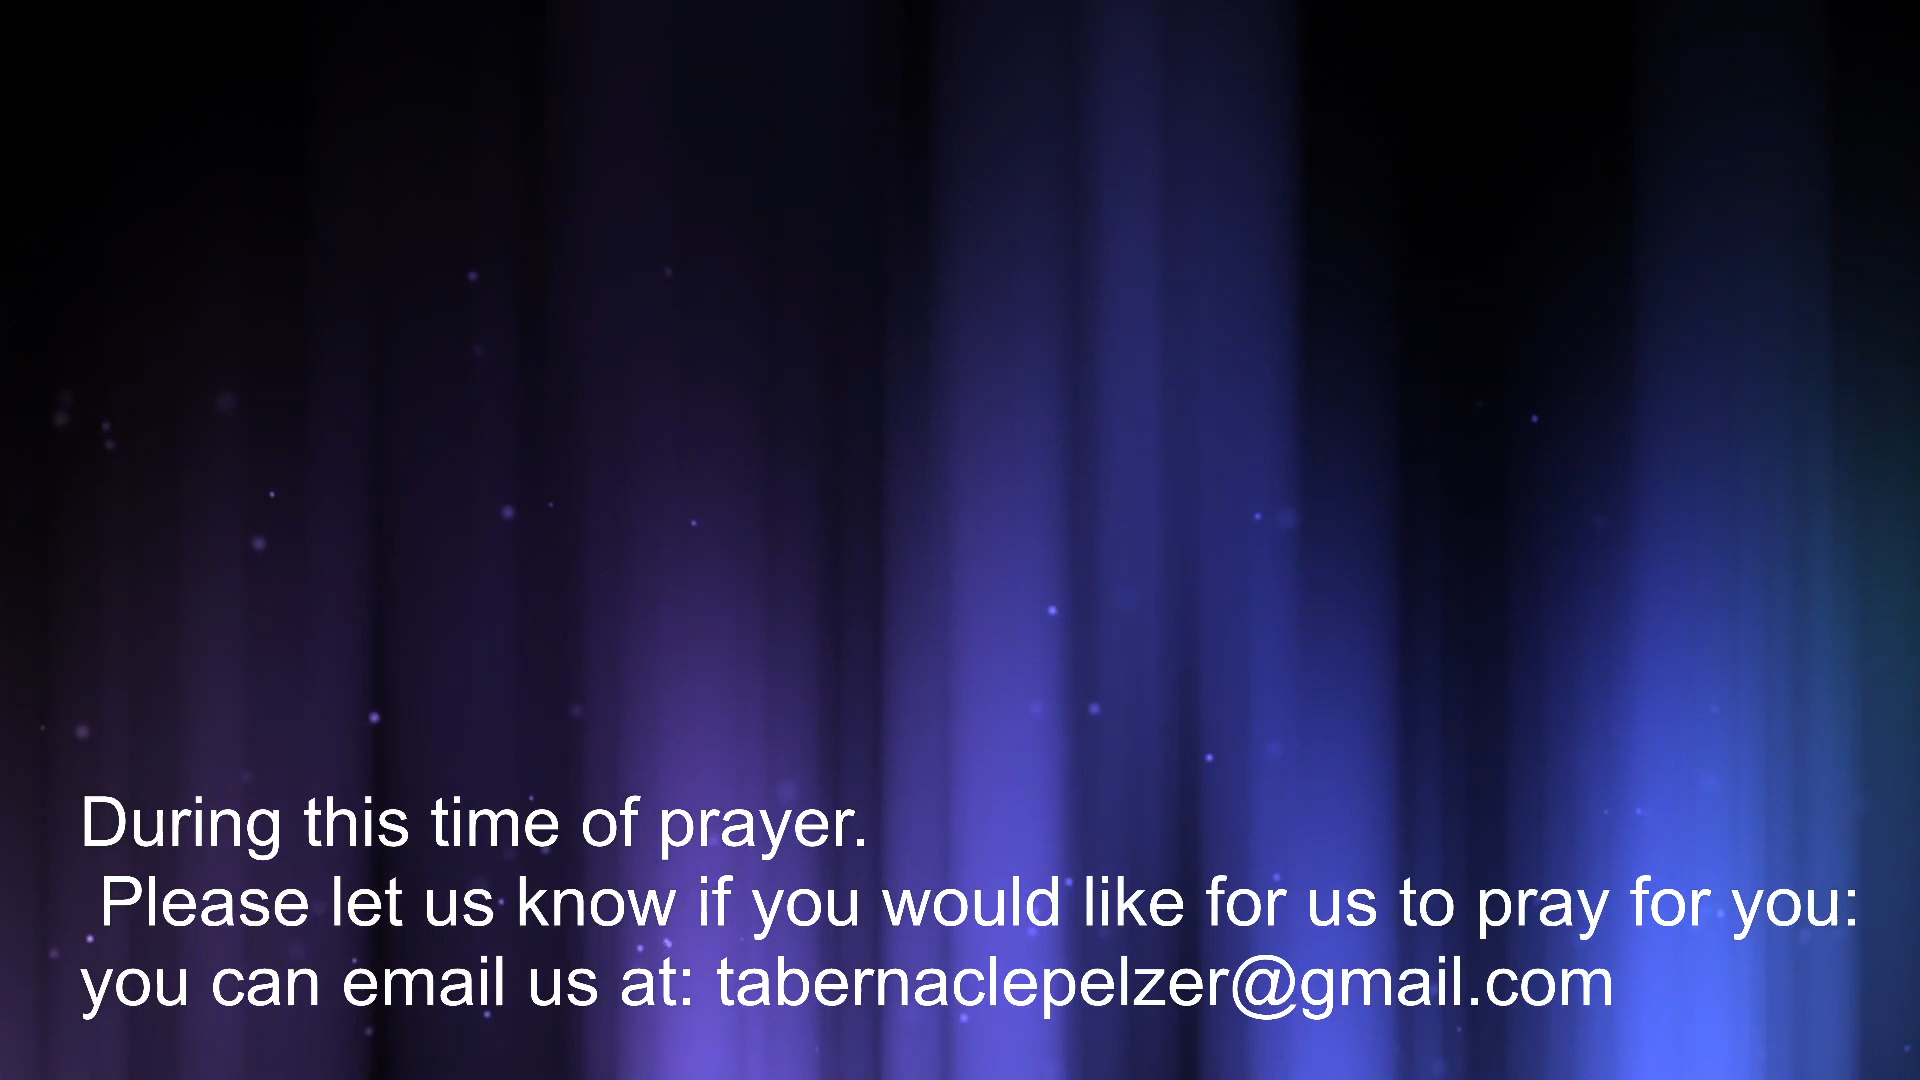 During this time of prayer.
Please let us know if you would like for us to pray for you:
you can email us at: tabernaclepelzer@gmail.com